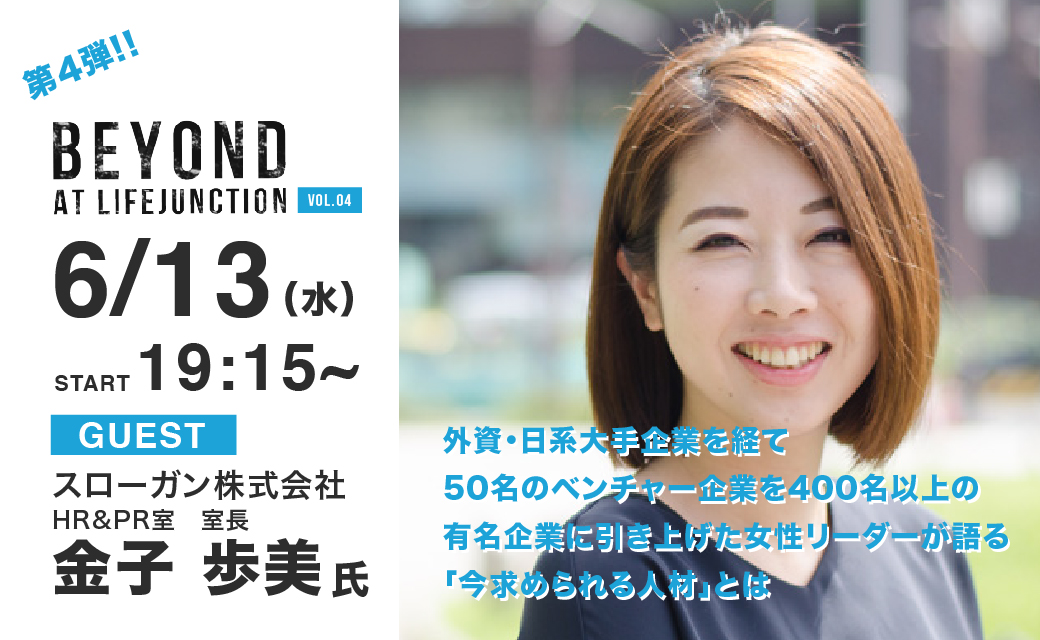 第4弾!!
BEYOND
AT LIFEJUNCTION VOL.04
6/13(水)
START 19:15~
GUEST
スローガン株式会社
HR&PR室 室長
金子 歩美 氏
外資・日系大手企業を経て
50名のベンチャー企業を400名以上の
有名企業に引き上げた女性リーダーが語る
「今求められる人材」とは